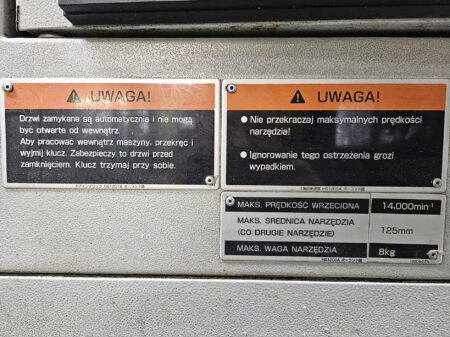 UWAGA!
Drzwi zamykane są automatycznie i nie mogą
być otwarte od wewnątrz.
Aby pracować wewnątrz maszyny, przekręć i
wyjmij klucz. Zabezpieczy to drzwi przed
zamknięciem. Klucz trzymaj przy sobie.
UWAGA!
● Nie przekraczaj maksymalnych prędkości
narzędzia!
● Ignorowanie tego ostrzeżenia grozi
wypadkiem.
MAKS. PRĘDKOŚĆ WRZECIONA 14.000min⁻¹
MAKS. ŚREDNICA NARZĘDZIA
(CO DRUGIE NARZĘDZIE) 125mm
MAKS. WAGA NARZĘDZIA 8kg